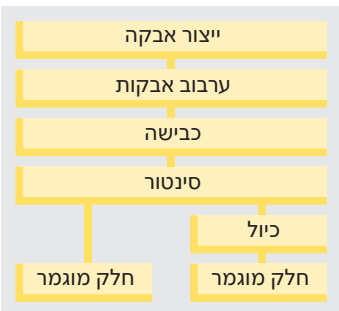 ייצור אבקה
ערבוב אבקות
כבישה
סינטור
כיול
חלק מוגמר
חלק מוגמר